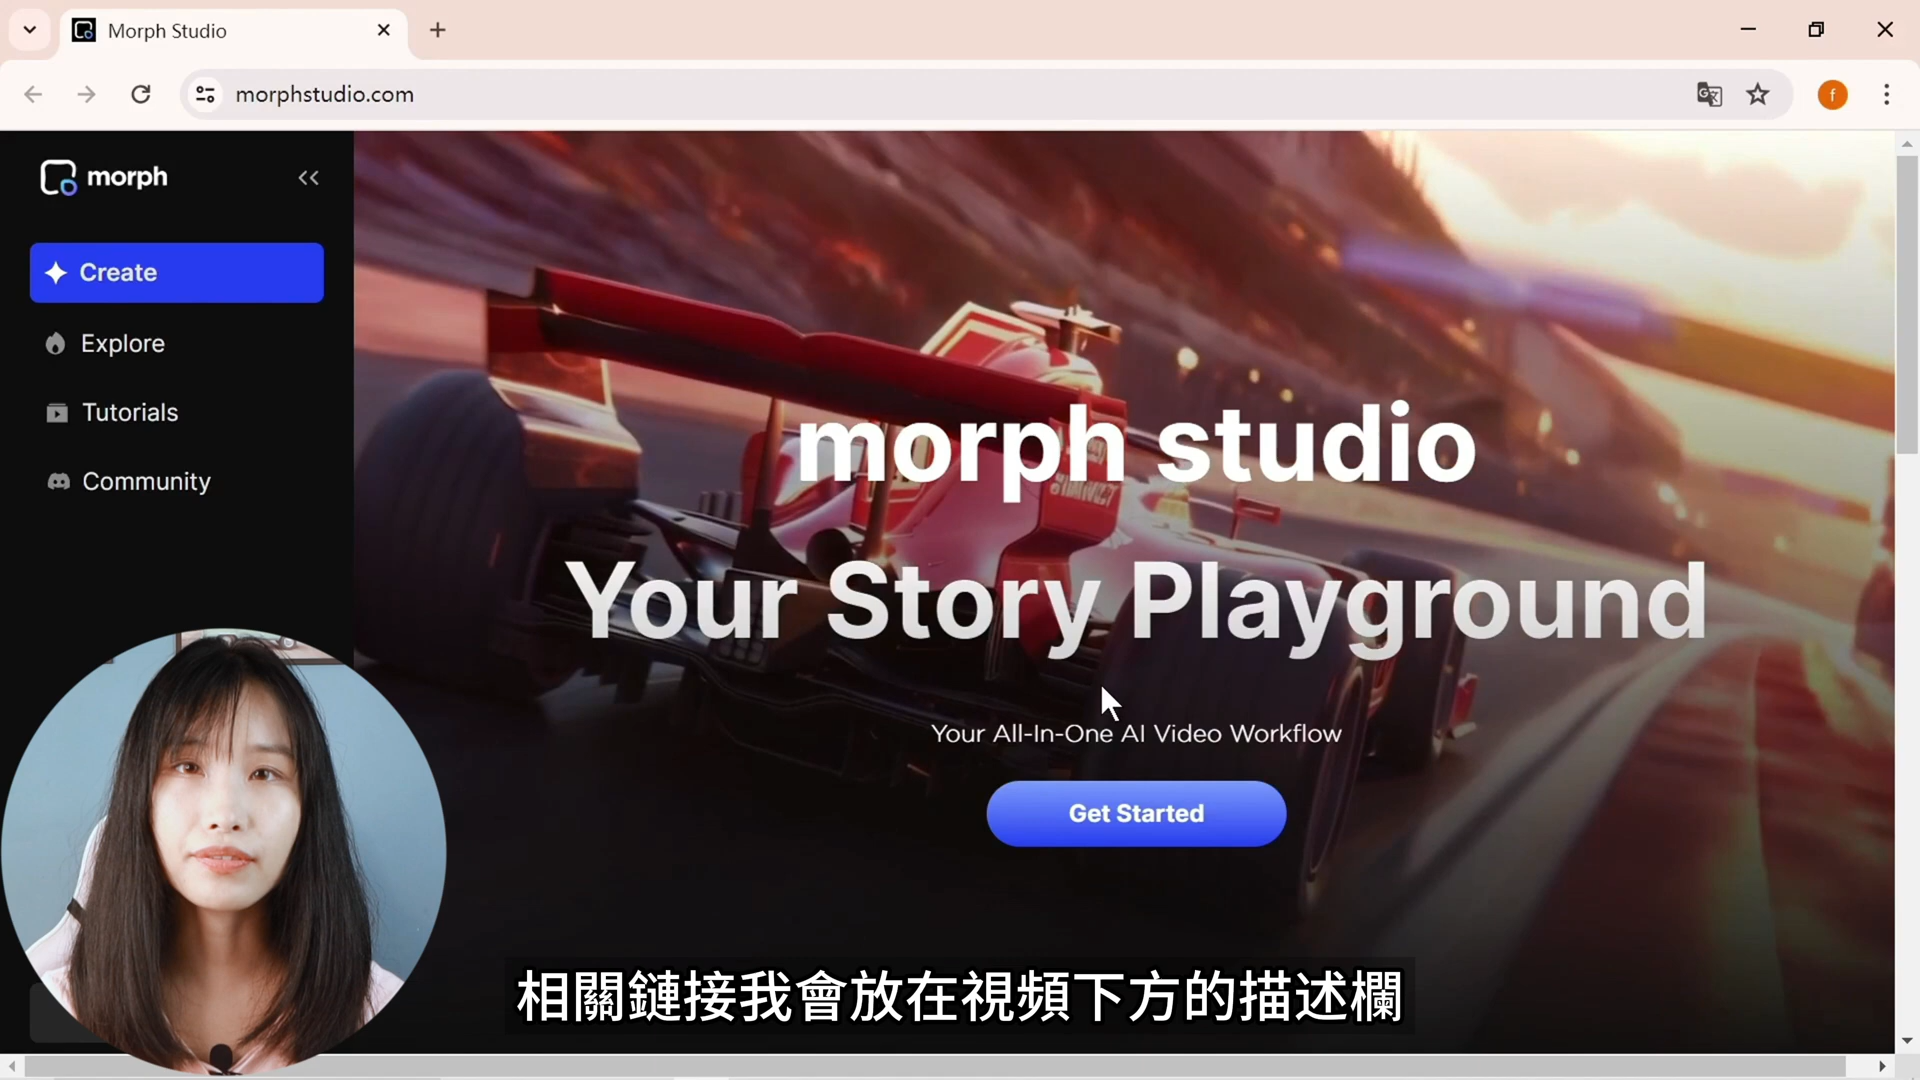 Morph Studio
morphstudio.com
f
morph
Create
Explore
Tutorials
Community
morph studio
Your Story Playground
Your All-In-One AI Video Workflow
Get Started
相關鏈接我會放在視頻下方的描述欄